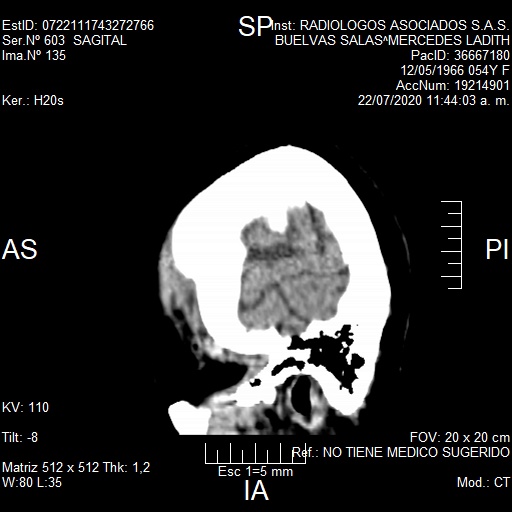 EstID: 0722111743272766
Ser.Nº 603 SAGITAL
Ima.Nº 135
Ker.: H20s
SP
Inst: RADIOLOGOS ASOCIADOS S.A.S.
BUELVAS SALAS^MERCEDES LADITH
PacID: 36667180
12/05/1966 054Y F
AccNum: 19214901
22/07/2020 11:44:03 a. m.
AS
PI
KV: 110
Tilt: -8
Matriz 512 x 512 Thk: 1,2
W:80 L:35
Esc 1=5 mm
IA
FOV: 20 x 20 cm
Ref.: NO TIENE MEDICO SUGERIDO
Mod.: CT